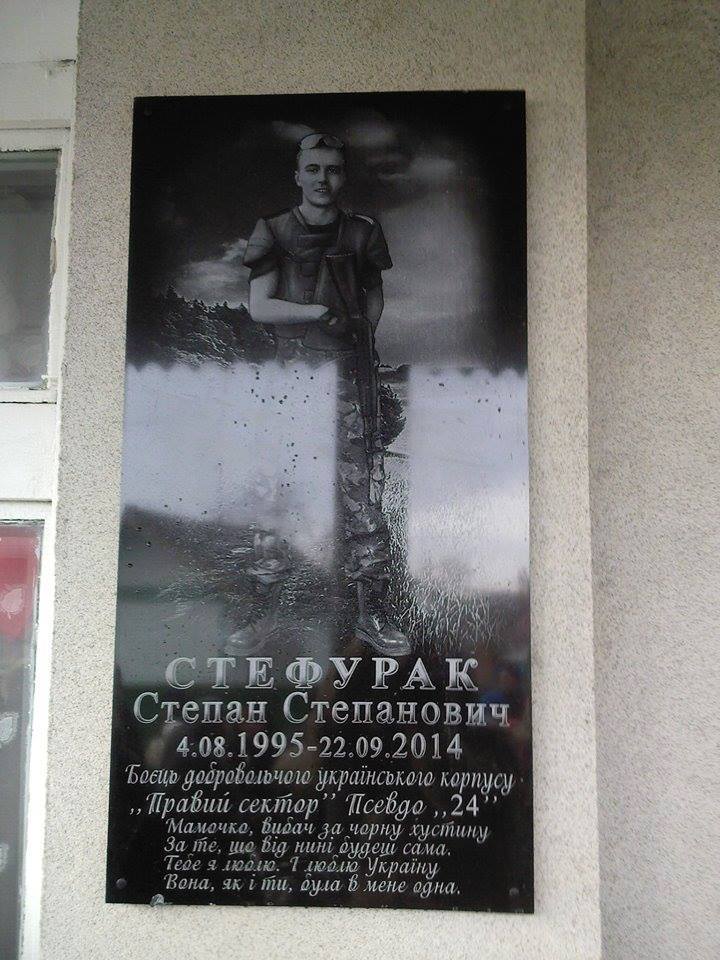 СТЕФУРАК
Степан Степанович
4.08.1995-22.09.2014
Боєць добровольчого українського корпусу
,,Правий сектор’’ Псевдо ,,24’’
Мамочко, вибач за чорну хустину
За те, що від нині будеш сама.
Тебе я люблю. І люблю Україну
Вона, як і ти, була в мене одна.